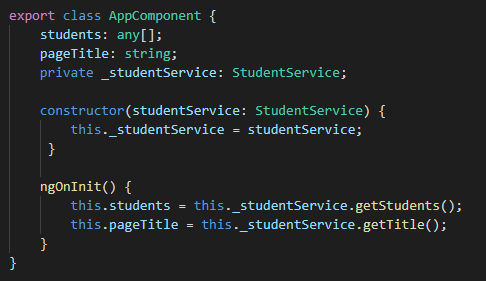 export class AppComponent {
    students: any[];
    pageTitle: string;
    private _studentService: StudentService;

    constructor(studentService: StudentService) {
        this._studentService = studentService;
     }

    ngOnInit() {
        this.students = this._studentService.getStudents();
        this.pageTitle = this._studentService.getTitle();
    }
}